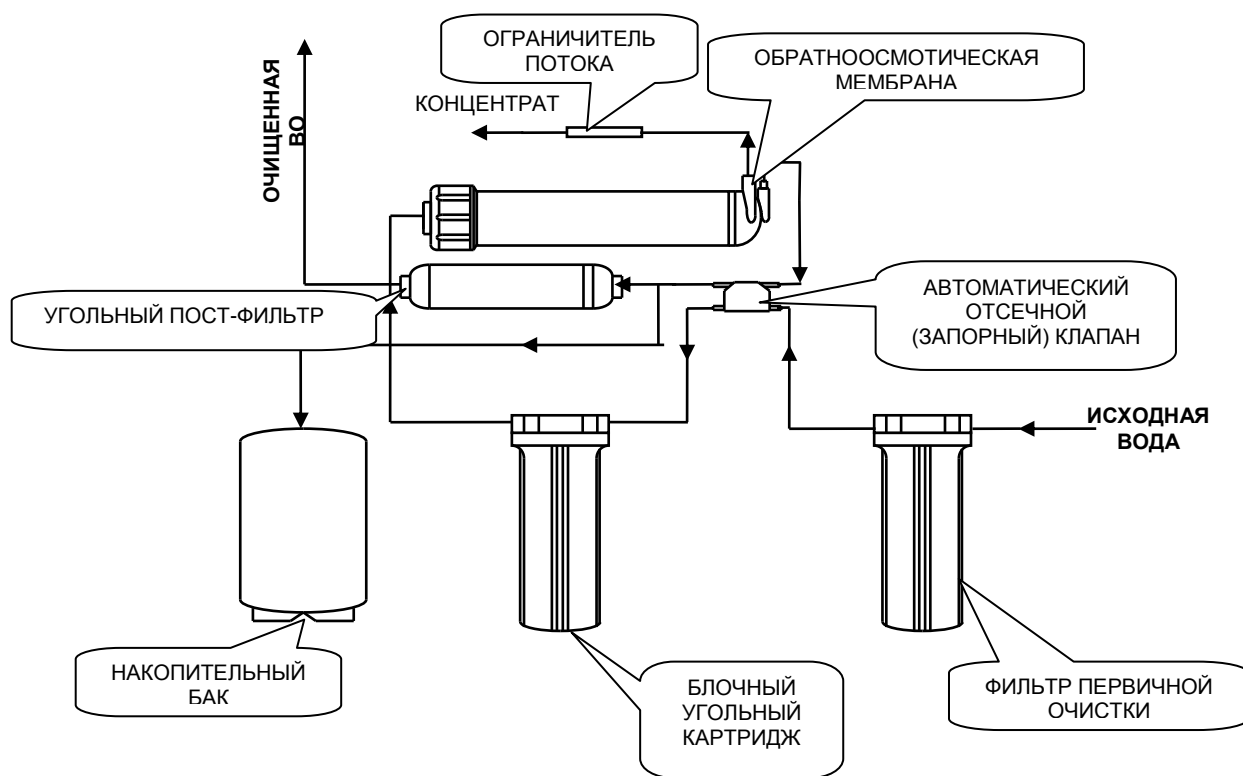 ОГРАНИЧИТЕЛЬ
ПОТОКА
ОБРАТНООСМОТИЧЕСКАЯ
МЕМБРАНА
КОНЦЕНТРАТ
ОЧИЩЕННАЯ
ВО
УГОЛЬНЫЙ ПОСТ-ФИЛЬТР
АВТОМАТИЧЕСКИЙ
ОТСЕЧНОЙ
(ЗАПОРНЫЙ) КЛАПАН
ИСХОДНАЯ
ВОДА
НАКОПИТЕЛЬНЫЙ
БАК
БЛОЧНЫЙ
УГОЛЬНЫЙ
КАРТРИДЖ
ФИЛЬТР ПЕРВИЧНОЙ
ОЧИСТКИ